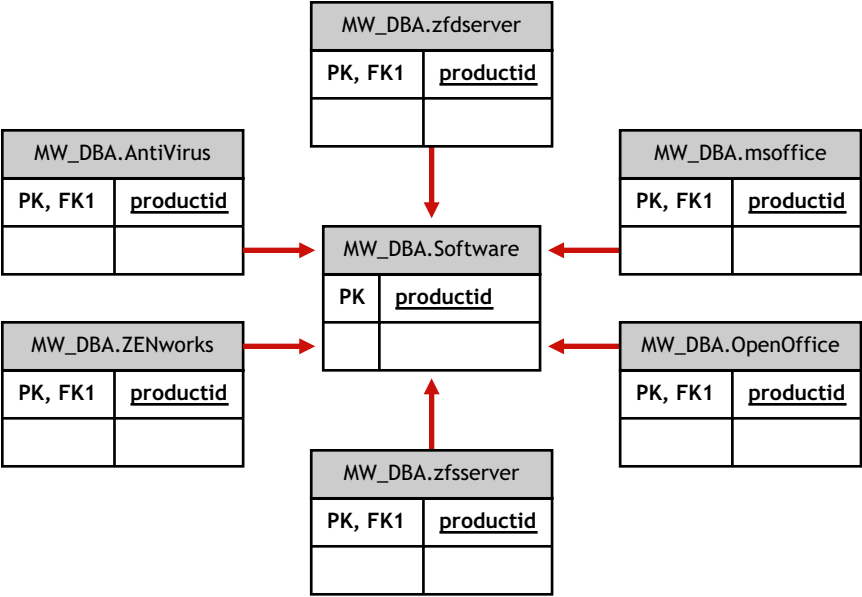 MW_DBA.zfdserver
PK, FK1 productid
MW_DBA.AntiVirus
PK, FK1 productid
MW_DBA.msoffice
PK, FK1 productid
MW_DBA.Software
PK productid
MW_DBA.ZENworks
PK, FK1 productid
MW_DBA.OpenOffice
PK, FK1 productid
MW_DBA.zfsserver
PK, FK1 productid